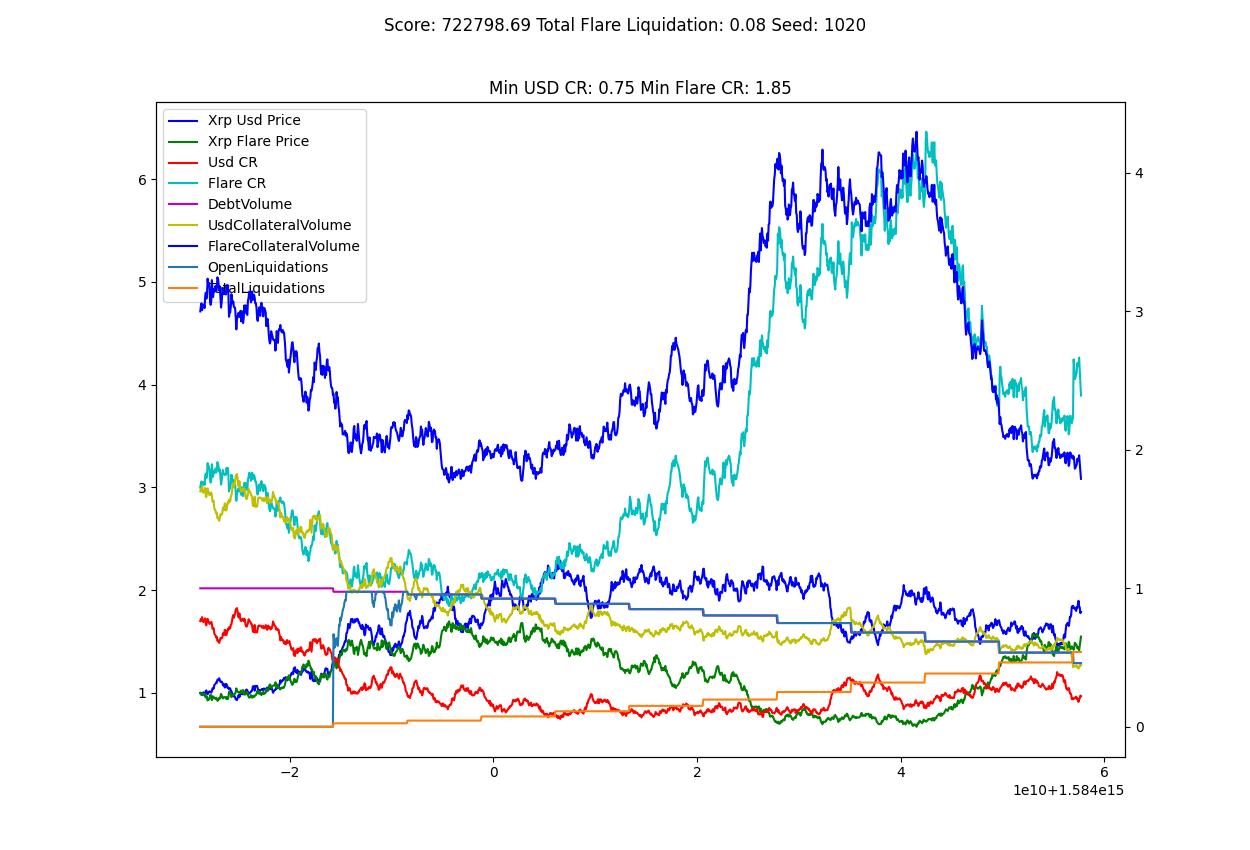 Score: 722798.69 Total Flare Liquidation: 0.08 Seed: 1020
Min USD CR: 0.75 Min Flare CR: 1.85
Xrp Usd Price
Xrp Flare Price
Usd CR
Flare CR
DebtVolume
UsdCollateralVolume
FlareCollateralVolume
OpenLiquidations
TotalLiquidations
6
5
4
3
2
1
4
3
2
1
0
−2
0
2
4
6
1e10+1.584e15